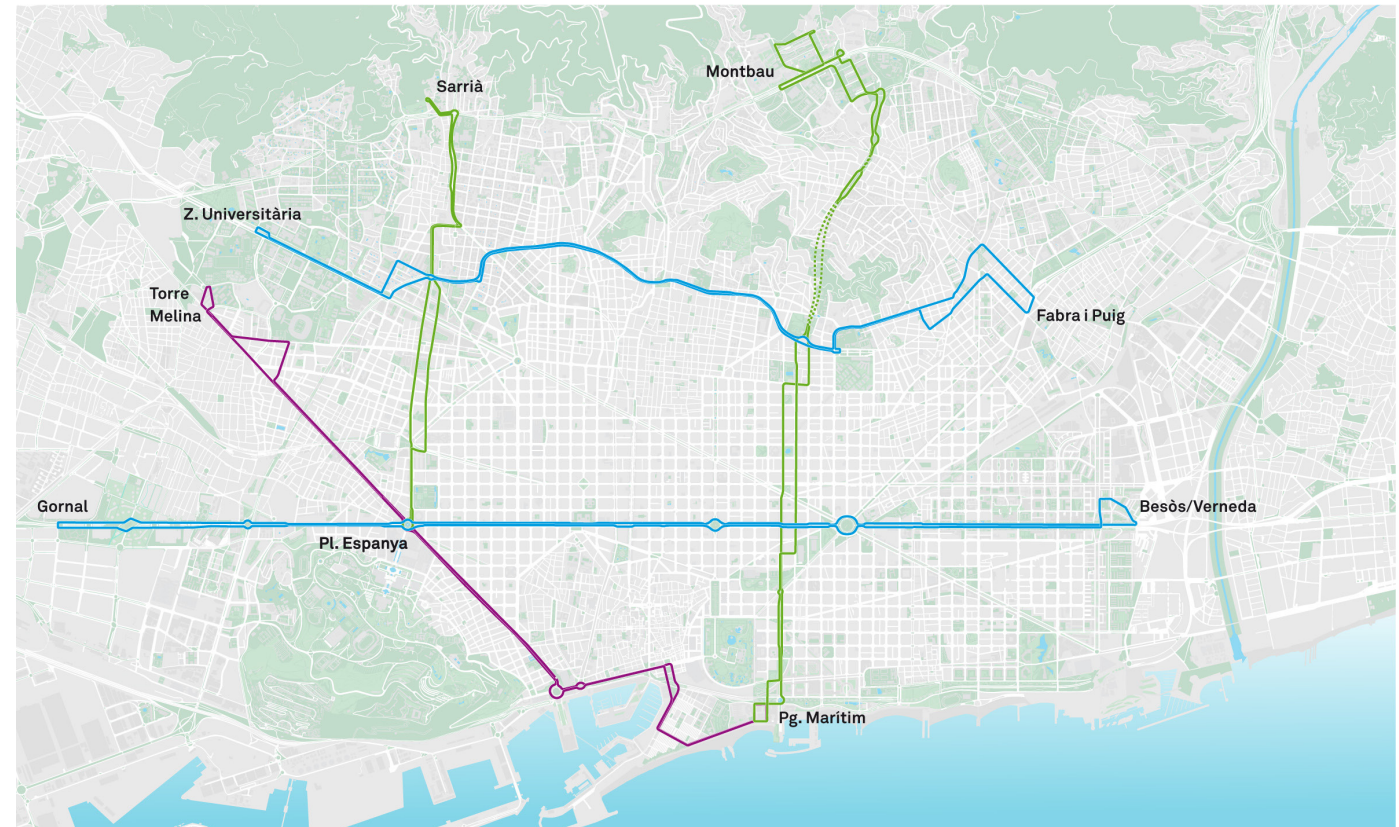 Sarrià
Montbau
Z. Universitària
Torre
Melina
Fabra i Puig
Gornal
Besòs/Verneda
Pl. Espanya
Pg. Marítim